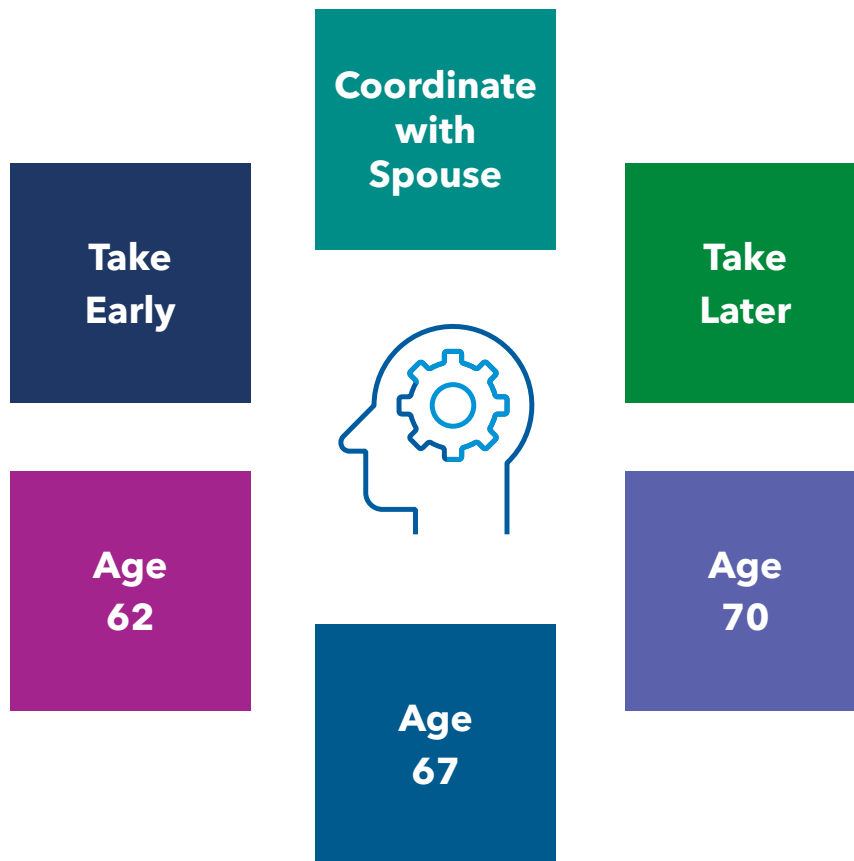 Coordinate
with
Spouse
Take
Early
Take
Later
Age
62
Age
70
Age
67